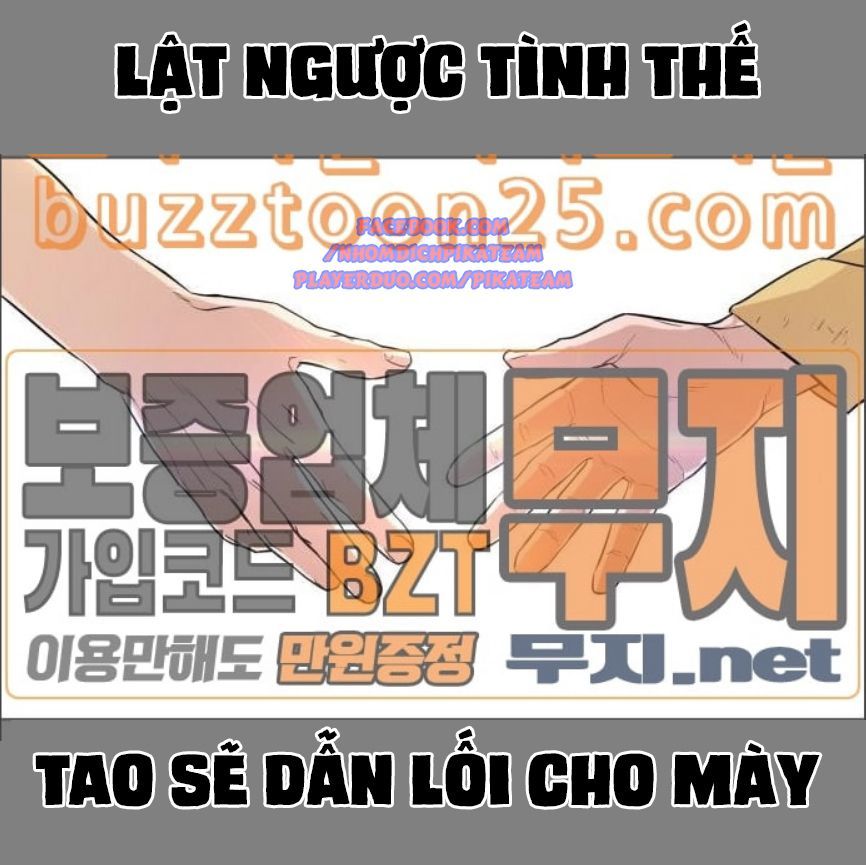 LẬT NGƯỢC TÌNH THẾ
buzztoon25.com
FACEBOOK.COM
/NHOMDICHPIKATEAM
PLAYERDUO.COM/PIKATEAM
보증업체 무지
가입코드 BZT
이용만해도 만원증정 무지.net
TAO SẼ DẪN LỐI CHO MÀY